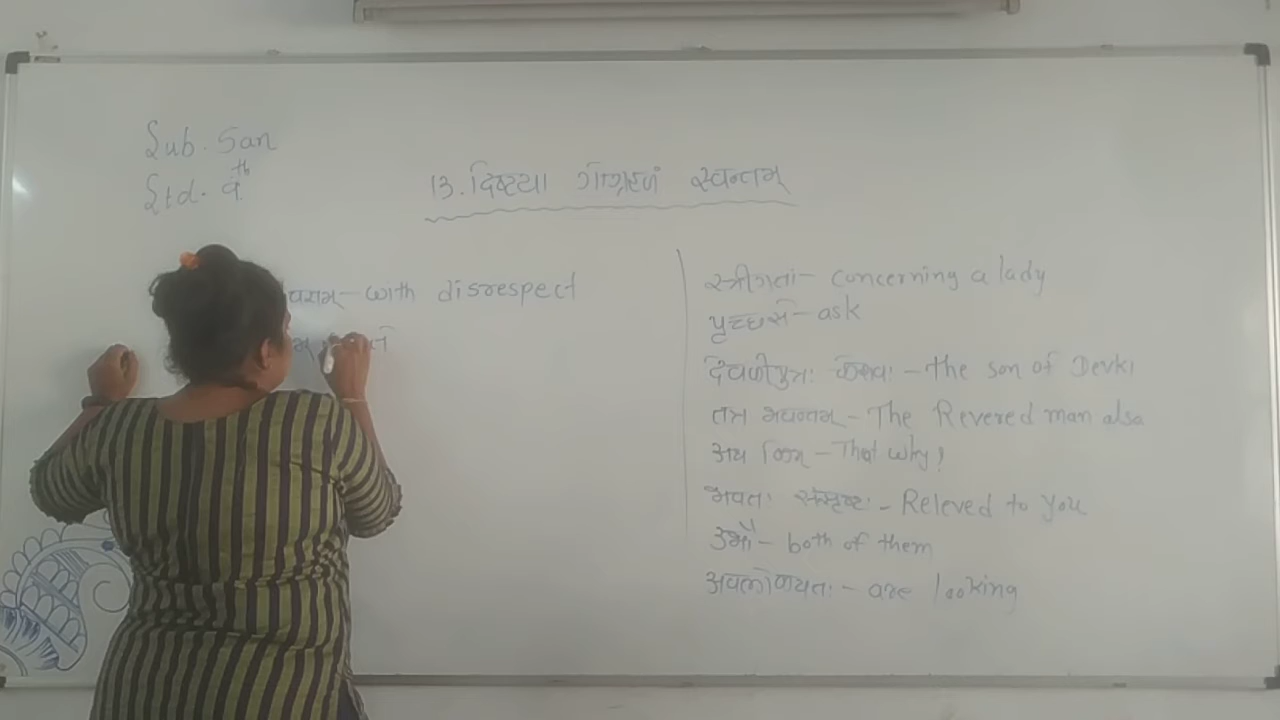 Sub. San
Std. 9th
13. दिष्ट्या गोग्रहणं स्वन्तम्
with disrespect
स्त्रीगतां - concerning a lady
पृच्छसे - ask
देवकीपुत्रः केशवः - the son of Devki
तत्र भवन्तम् - The Revered man also
अथ किम् - That why?
भवतः - Releved to you
उभौ - both of them
अवलोकयतः - are looking